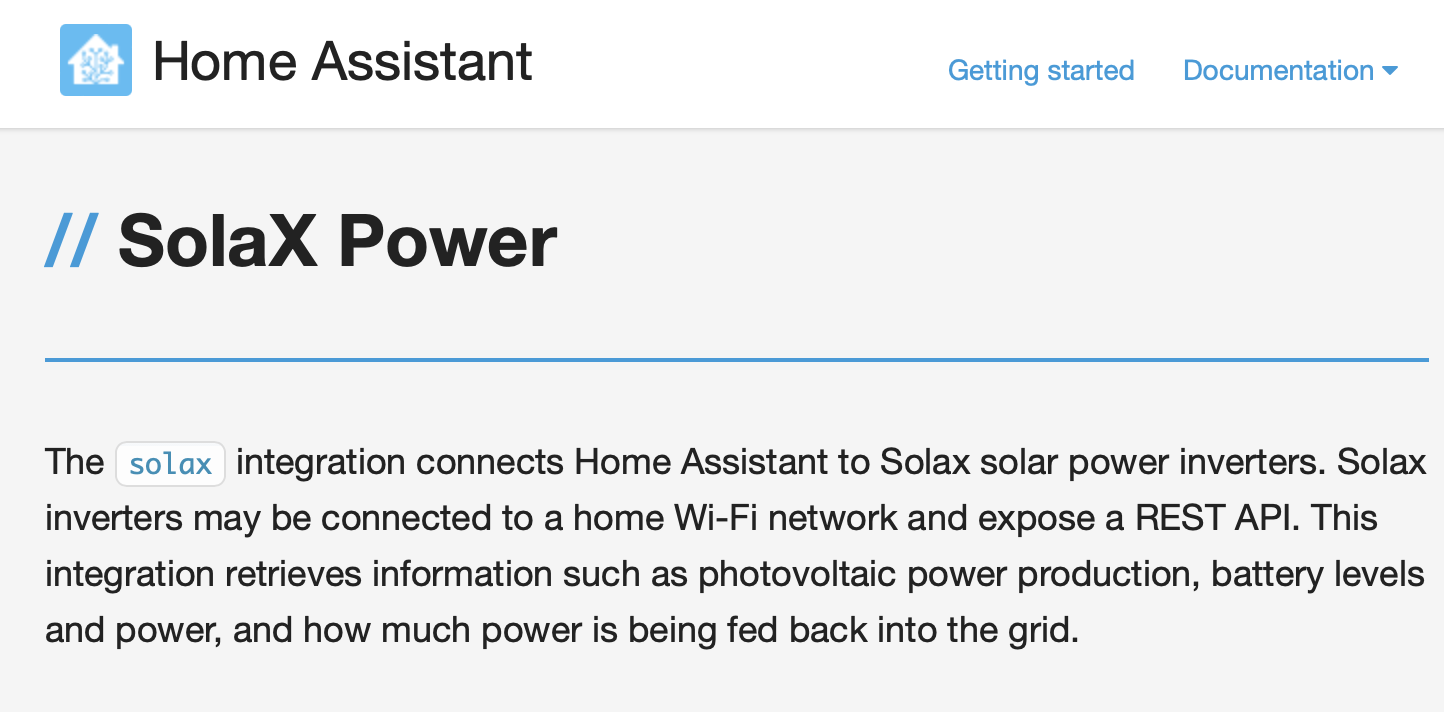 Home Assistant
Getting started
Documentation
// SolaX Power
The solax integration connects Home Assistant to Solax solar power inverters. Solax
inverters may be connected to a home Wi-Fi network and expose a REST API. This
integration retrieves information such as photovoltaic power production, battery levels
and power, and how much power is being fed back into the grid.